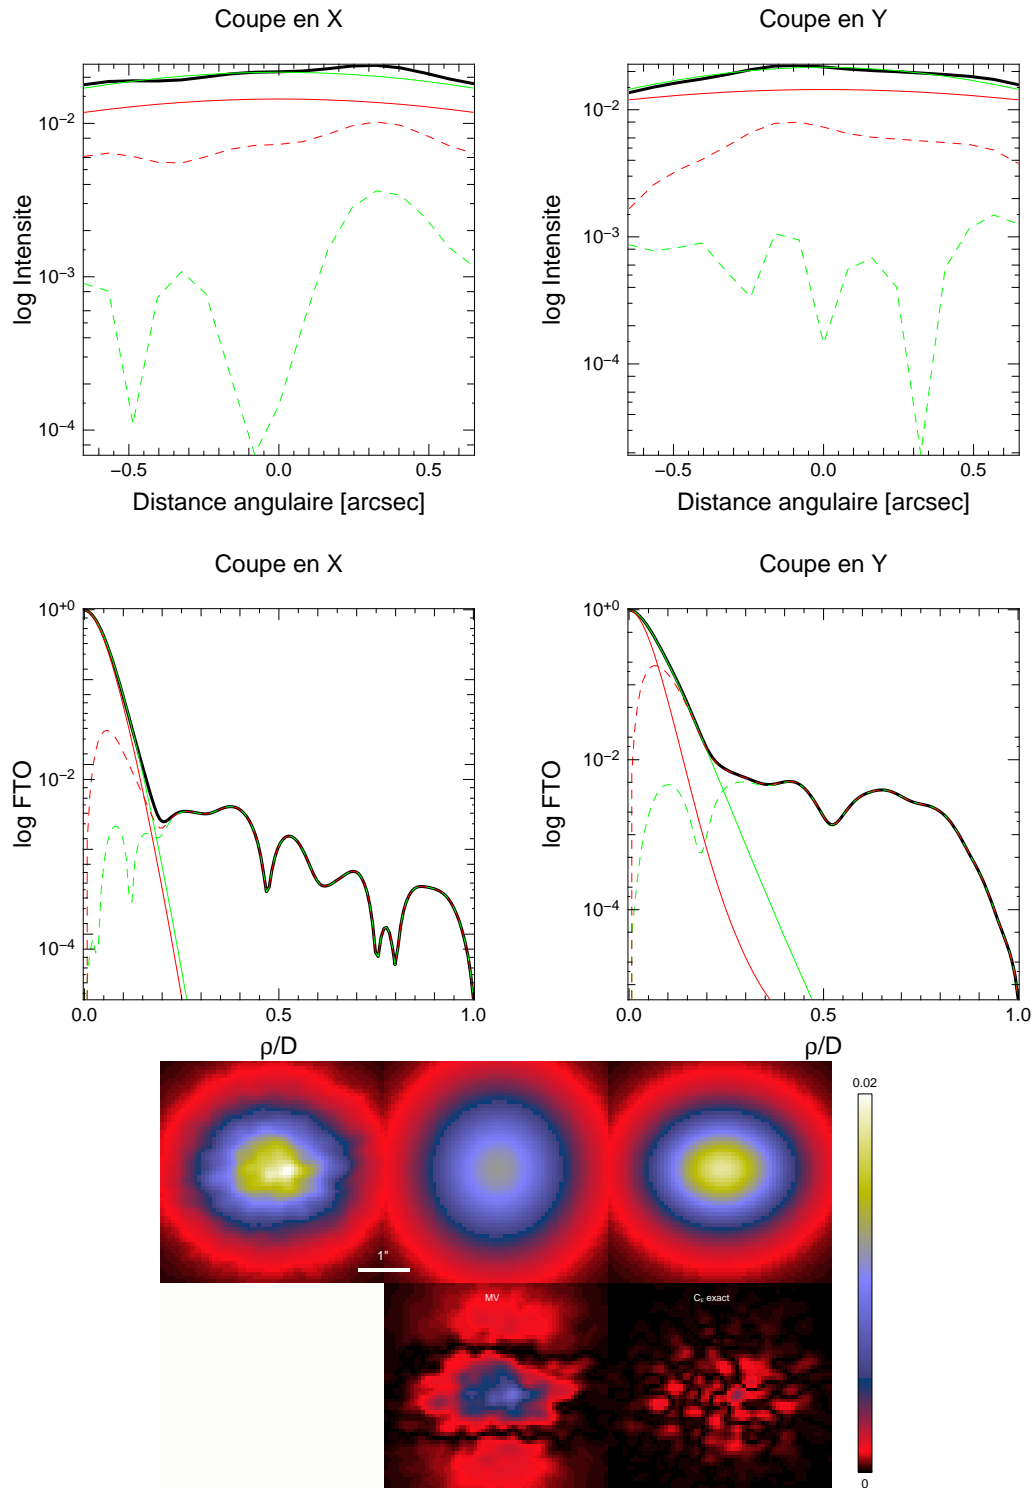 Coupe en X
Coupe en Y
log Intensite
10⁻²
10⁻³
10⁻⁴
−0.5
0.0
0.5
Distance angulaire [arcsec]
log Intensite
10⁻²
10⁻³
10⁻⁴
−0.5
0.0
0.5
Distance angulaire [arcsec]
Coupe en X
Coupe en Y
log FTO
10⁺⁰
10⁻²
10⁻⁴
0.0
0.5
1.0
ρ/D
log FTO
10⁺⁰
10⁻²
10⁻⁴
0.0
0.5
1.0
ρ/D
0.02
1"
MV
Cε exact
0